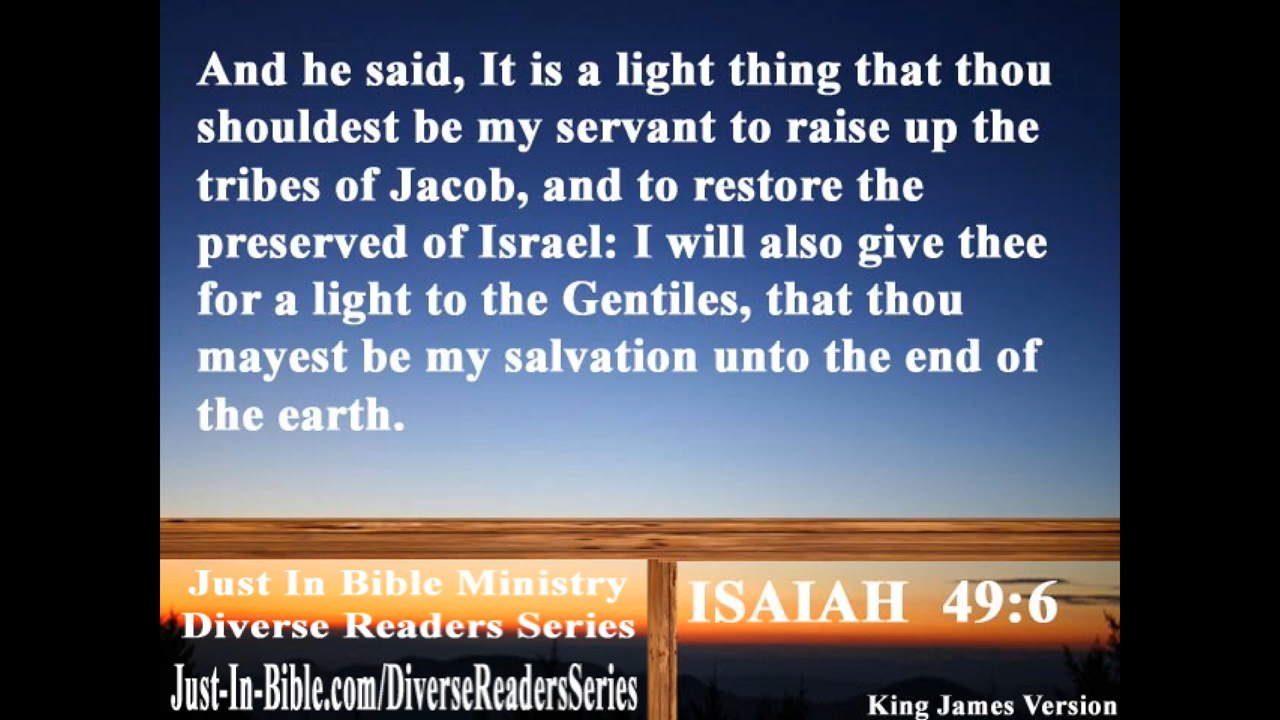 And he said, It is a light thing that thou
shouldest be my servant to raise up the
tribes of Jacob, and to restore the
preserved of Israel: I will also give thee
for a light to the Gentiles, that thou
mayest be my salvation unto the end of
the earth.
Just In Bible Ministry
Diverse Readers Series
Just-In-Bible.com/DiverseReadersSeries
ISAIAH 49:6
King James Version